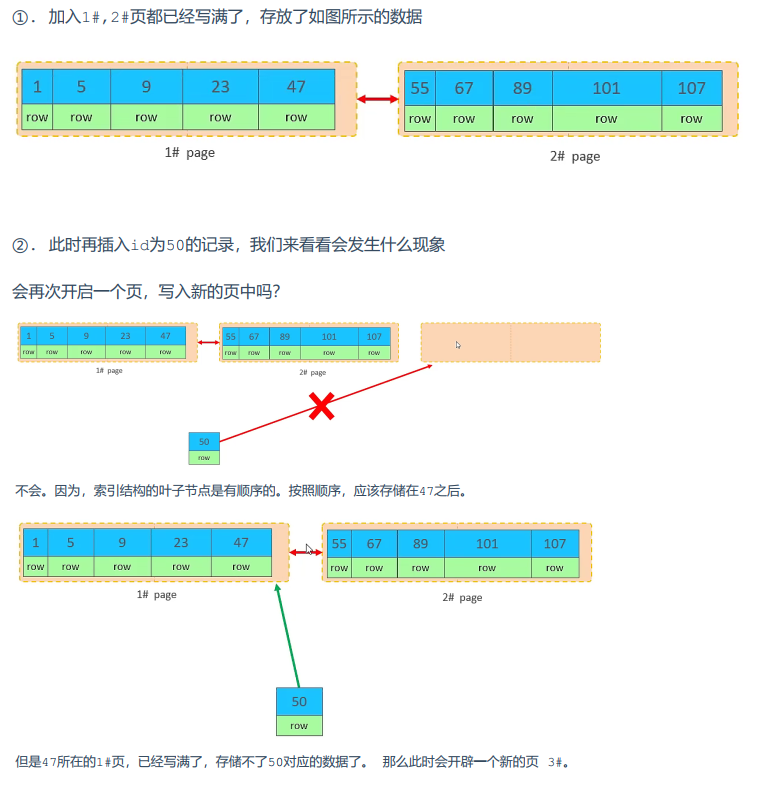 ①. 加入1#,2#页都已经写满了，存放了如图所示的数据
1 5 9 23 47 55 67 89 101 107
row row row row row row row row row row
1# page 2# page
②. 此时再插入id为50的记录，我们来看看会发生什么现象
会再次开启一个页，写入新的页中吗？
1 5 9 23 47 55 67 89 101 107
row row row row row row row row row row
1# page 2# page
50
row
不会。因为，索引结构的叶子节点是有顺序的。按照顺序，应该存储在47之后。
1 5 9 23 47 55 67 89 101 107
row row row row row row row row row row
1# page 2# page
50
row
但是47所在的1#页，已经写满了，存储不了50对应的数据了。 那么此时会开辟一个新的页 3#。